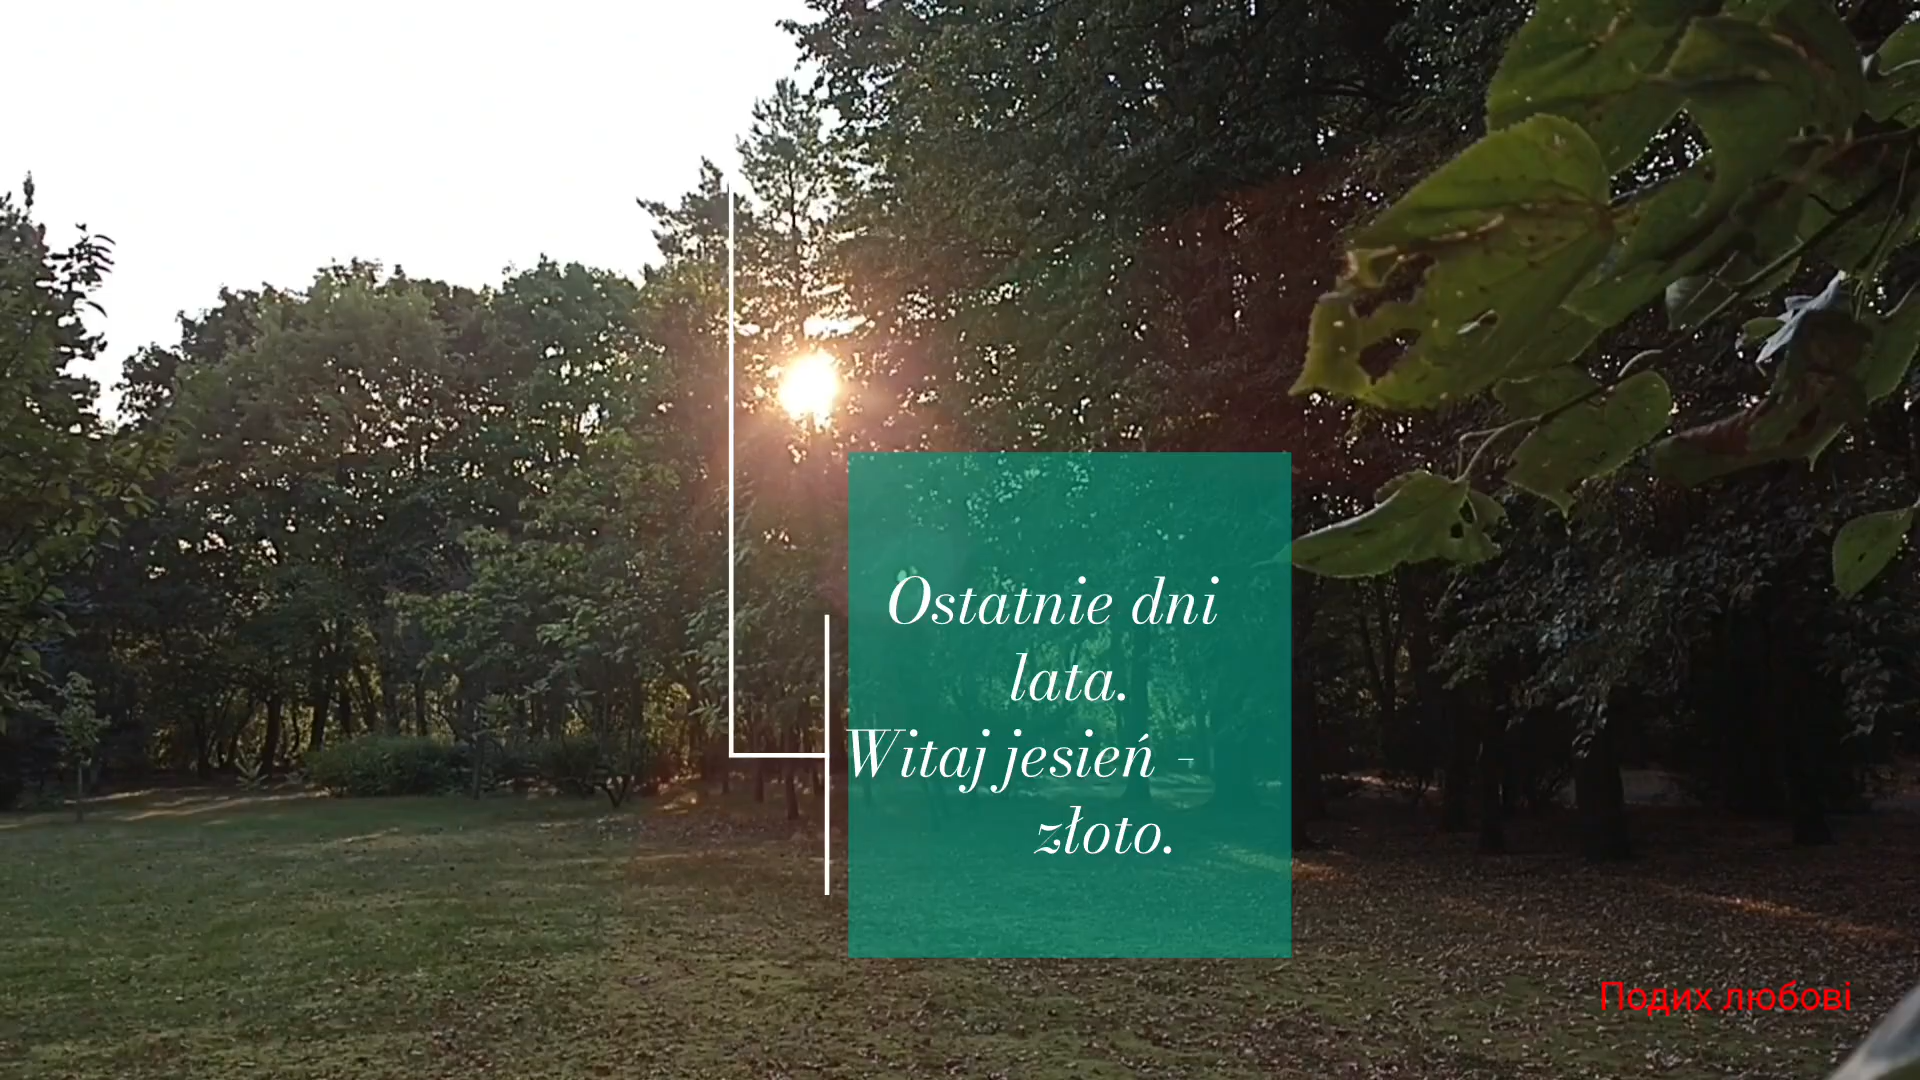 Ostatnie dni
lata.
Witaj jesień -
złoto.
Подих любові